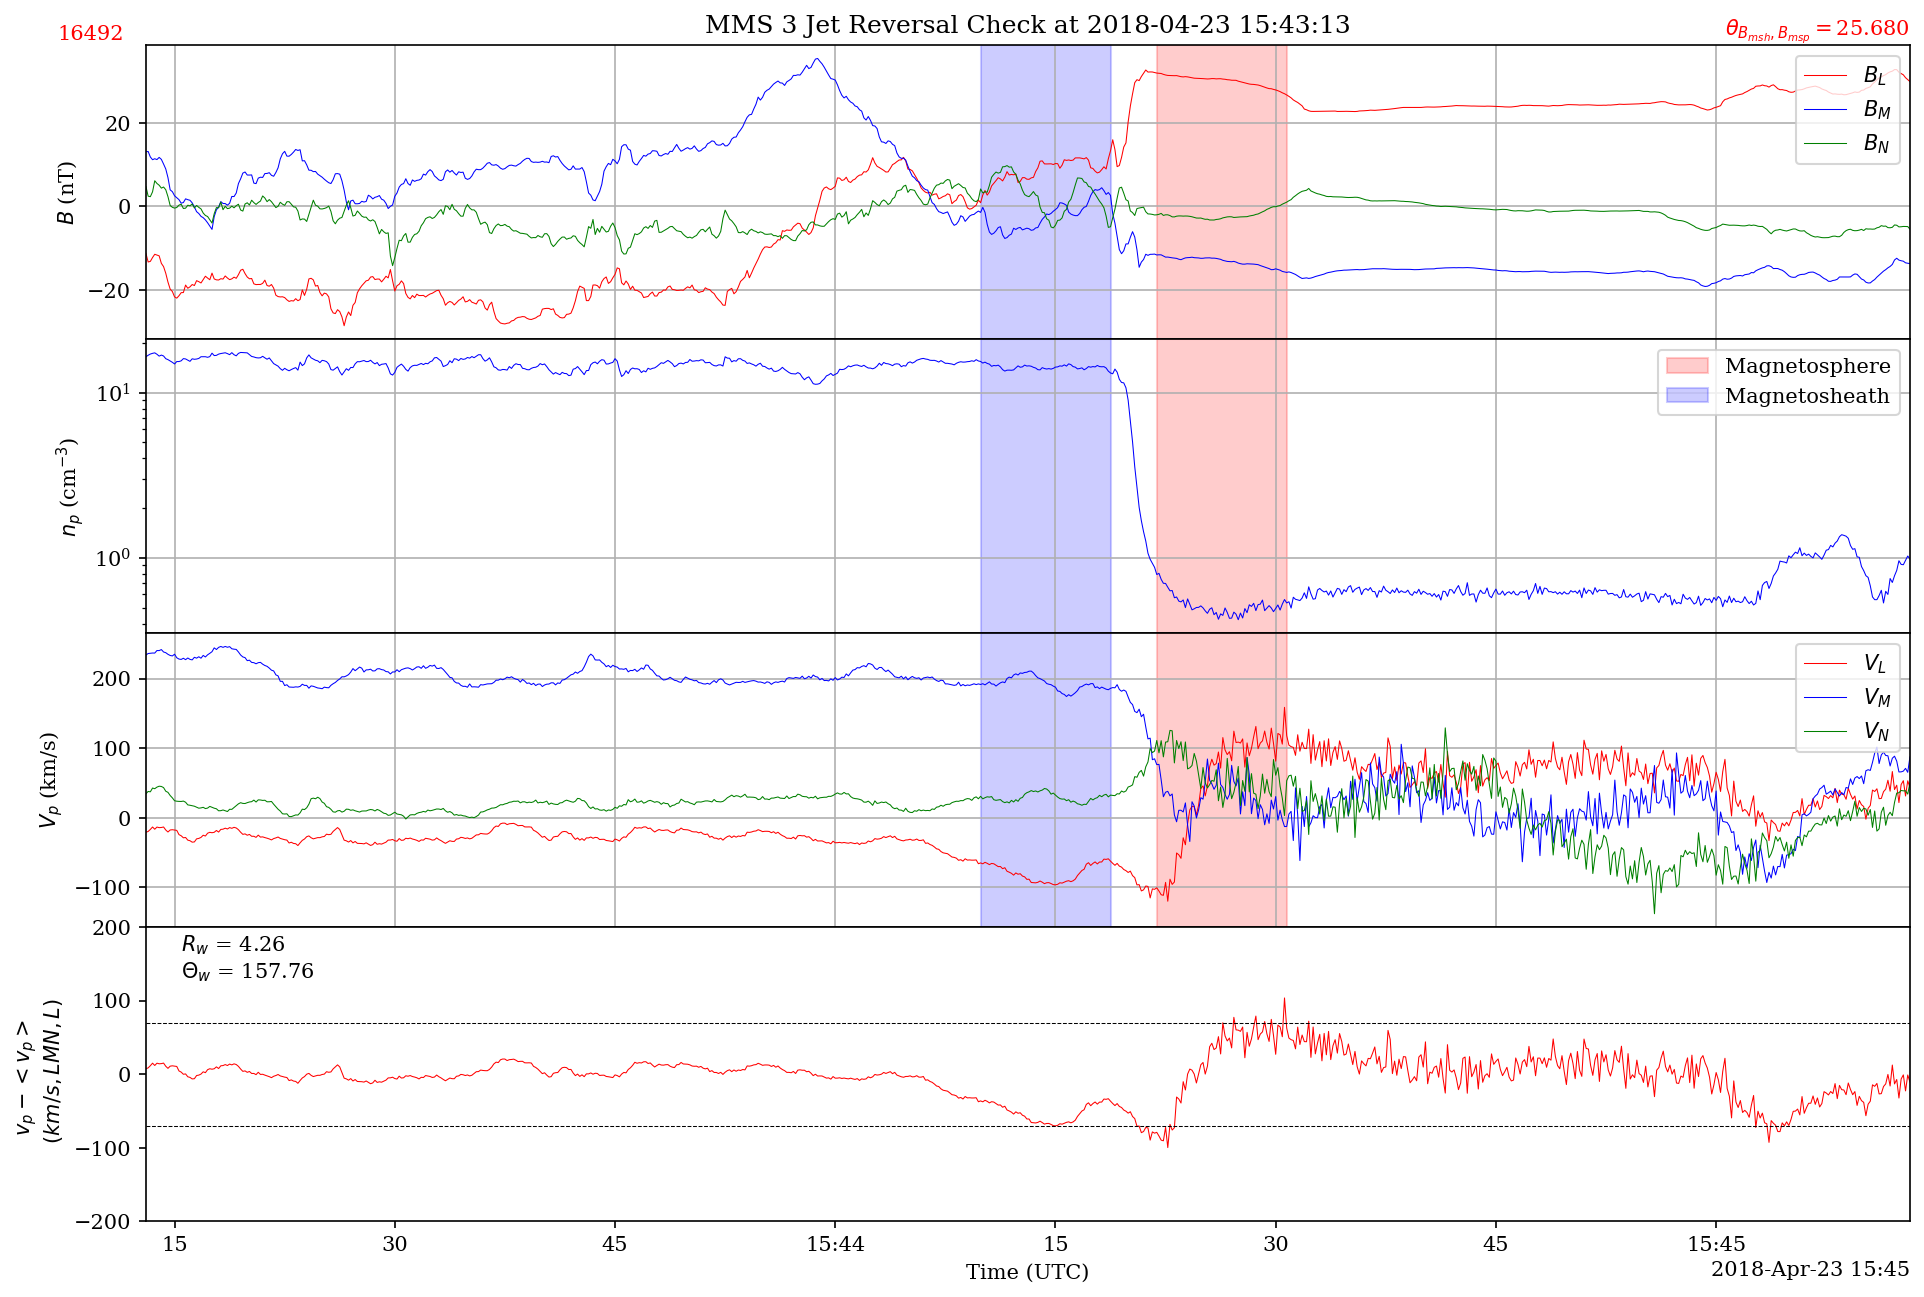 MMS 3 Jet Reversal Check at 2018-04-23 15:43:13
16492
θ_{B_{msh}, B_{msp}} = 25.680
B (nT)
20
0
−20
B_L
B_M
B_N
n_p (cm^{−3})
10^1
10^0
Magnetosphere
Magnetosheath
V_p (km/s)
200
100
0
−100
V_L
V_M
V_N
v_p − < v_p >
(km/s, LMN, L)
200
100
0
−100
−200
R_w = 4.26
Θ_w = 157.76
15 30 45 15:44 15 30 45 15:45
Time (UTC)
2018-Apr-23 15:45